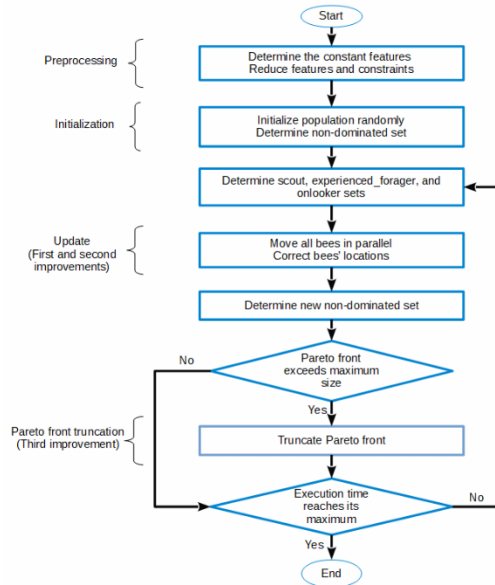 Start
Preprocessing
Determine the constant features
Reduce features and constraints
Initialization
Initialize population randomly
Determine non-dominated set
Determine scout, experienced_forager, and
onlooker sets
Update
(First and second
improvements)
Move all bees in parallel
Correct bees' locations
Determine new non-dominated set
No
Pareto front
exceeds maximum
size
Yes
Pareto front truncation
(Third improvement)
Truncate Pareto front
Execution time
reaches its
maximum
No
Yes
End